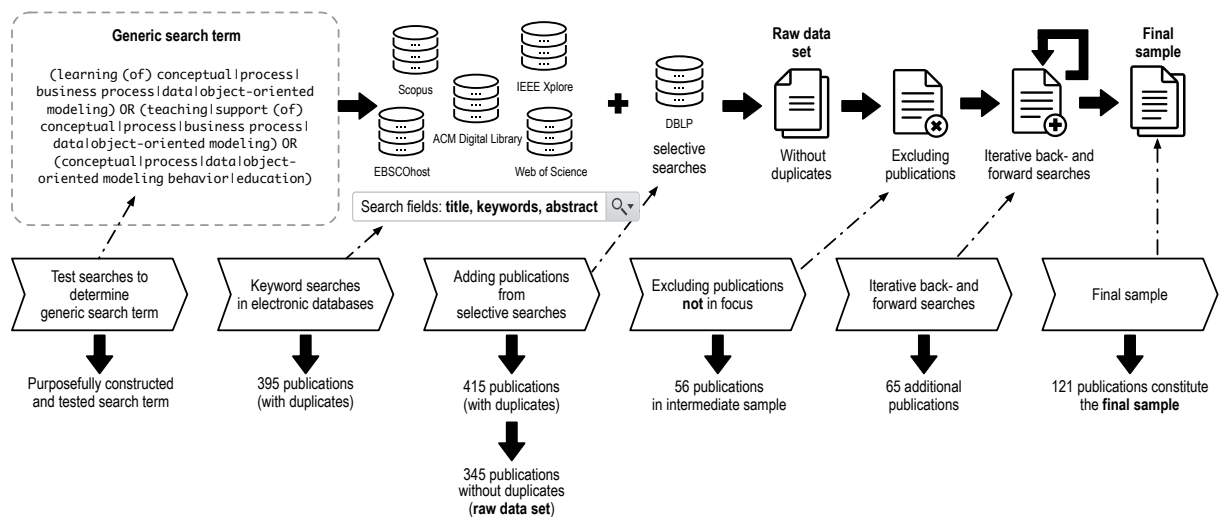 Generic search term
(learning (of) conceptual|process|
business process|data|object-oriented
modeling) OR (teaching|support (of)
conceptual|process|business process|
data|object-oriented modeling) OR
(conceptual|process|data|object-
oriented modeling behavior|education)
Scopus
IEEE Xplore
ACM Digital Library
EBSCOhost
Web of Science
Search fields: title, keywords, abstract
DBLP
selective
searches
Raw data
set
Without
duplicates
Excluding
publications
Iterative back- and
forward searches
Final
sample
Test searches to
determine
generic search term
Keyword searches
in electronic databases
Adding publications
from
selective searches
Excluding publications
not in focus
Iterative back- and
forward searches
Final sample
Purposefully constructed
and tested search term
395 publications
(with duplicates)
415 publications
(with duplicates)
345 publications
without duplicates
(raw data set)
56 publications
in intermediate sample
65 additional
publications
121 publications constitute
the final sample